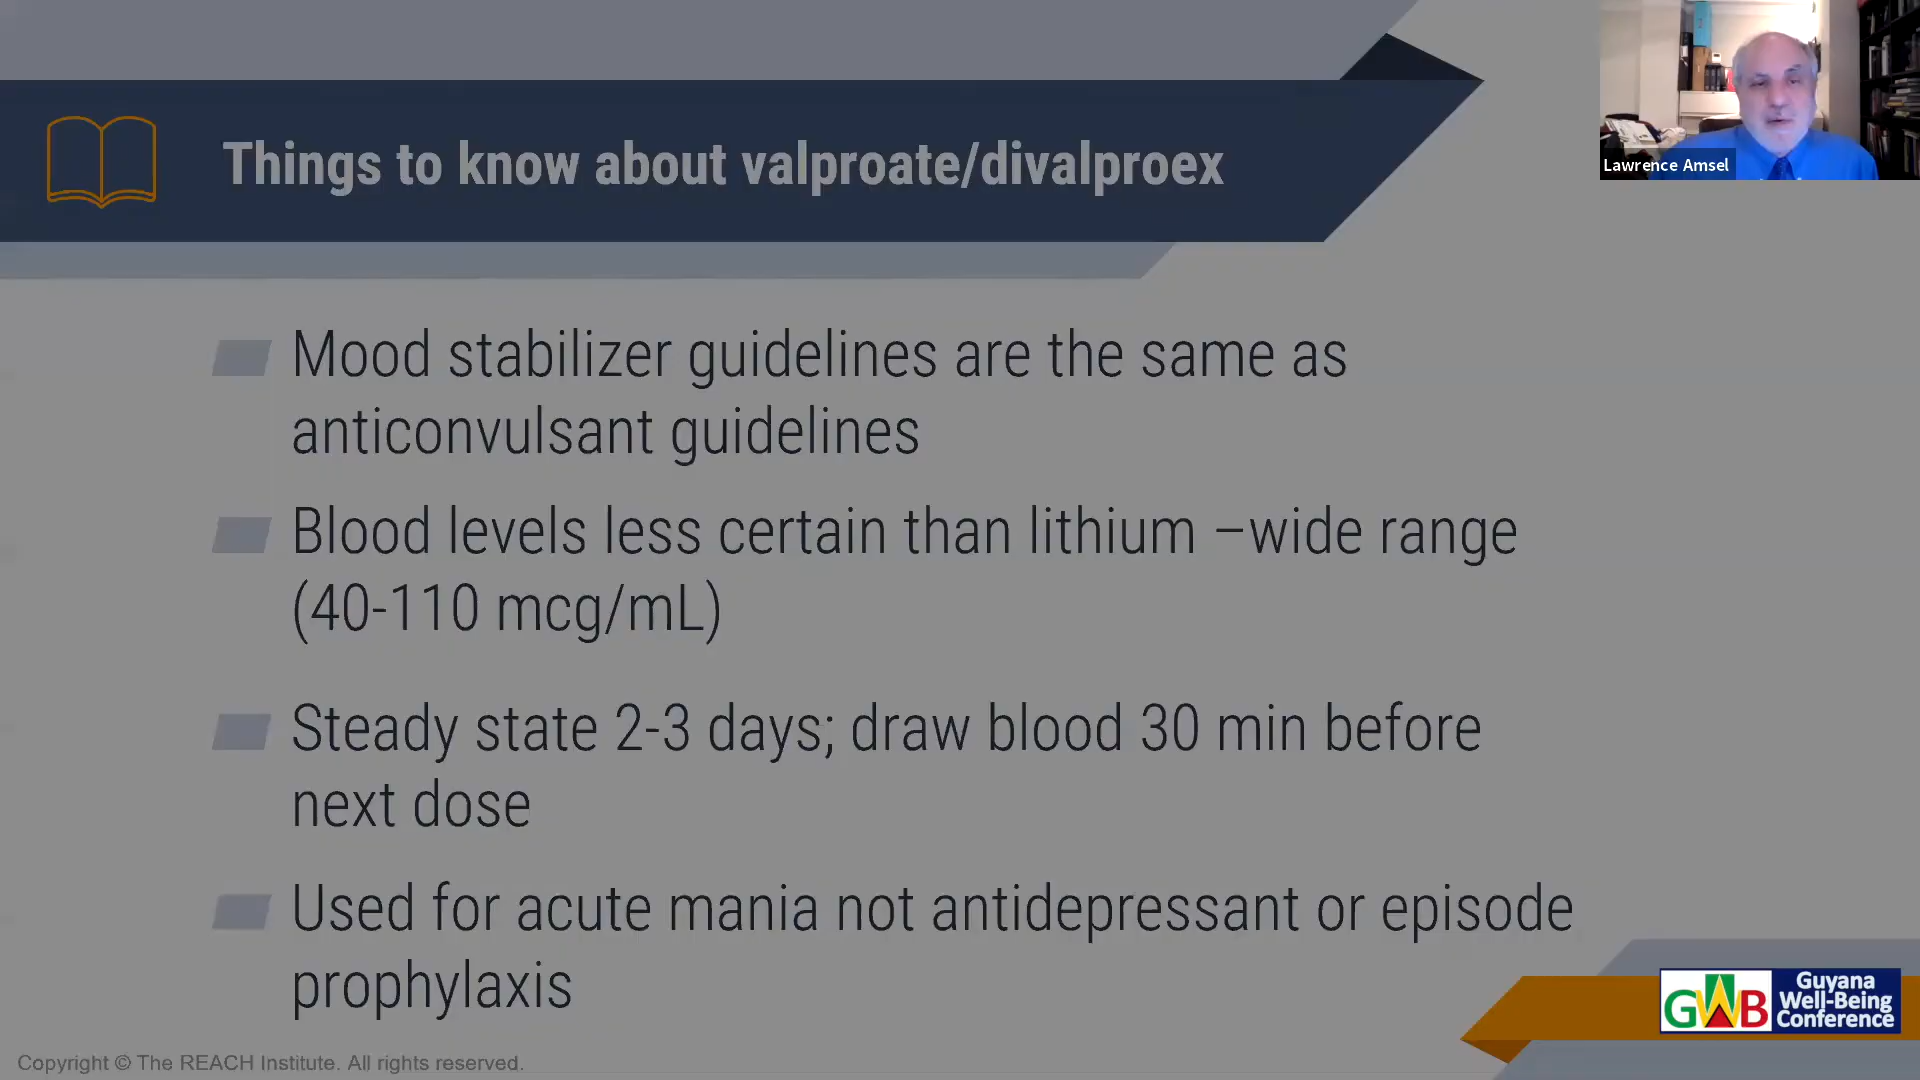 Things to know about valproate/divalproex
Lawrence Amsel
Mood stabilizer guidelines are the same as
anticonvulsant guidelines
Blood levels less certain than lithium –wide range
(40-110 mcg/mL)
Steady state 2-3 days; draw blood 30 min before
next dose
Used for acute mania not antidepressant or episode
prophylaxis
GWB
Guyana
Well-Being
Conference
Copyright © The REACH Institute. All rights reserved.